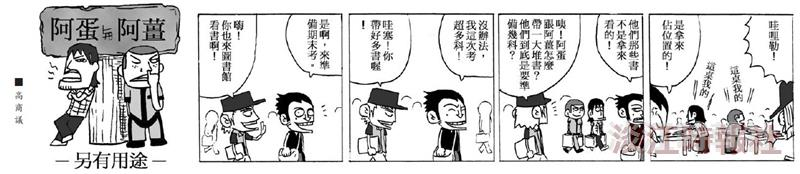 阿蛋與阿薑
■高商議
－另有用途－
嗨！
你也來圖書館
看書啊！
是啊，來準
備期末考。
哇塞！你
帶好多書喔
沒辦法，
我這次考
超多科！
咦！阿蛋
跟阿薑怎麼
帶一大堆書？
他們到底是要準
備幾科？
他們那些書
不是拿來
看的！
是拿來
佔位置的！
哇哩勒！
這桌我的
這桌我的
淡江時報社